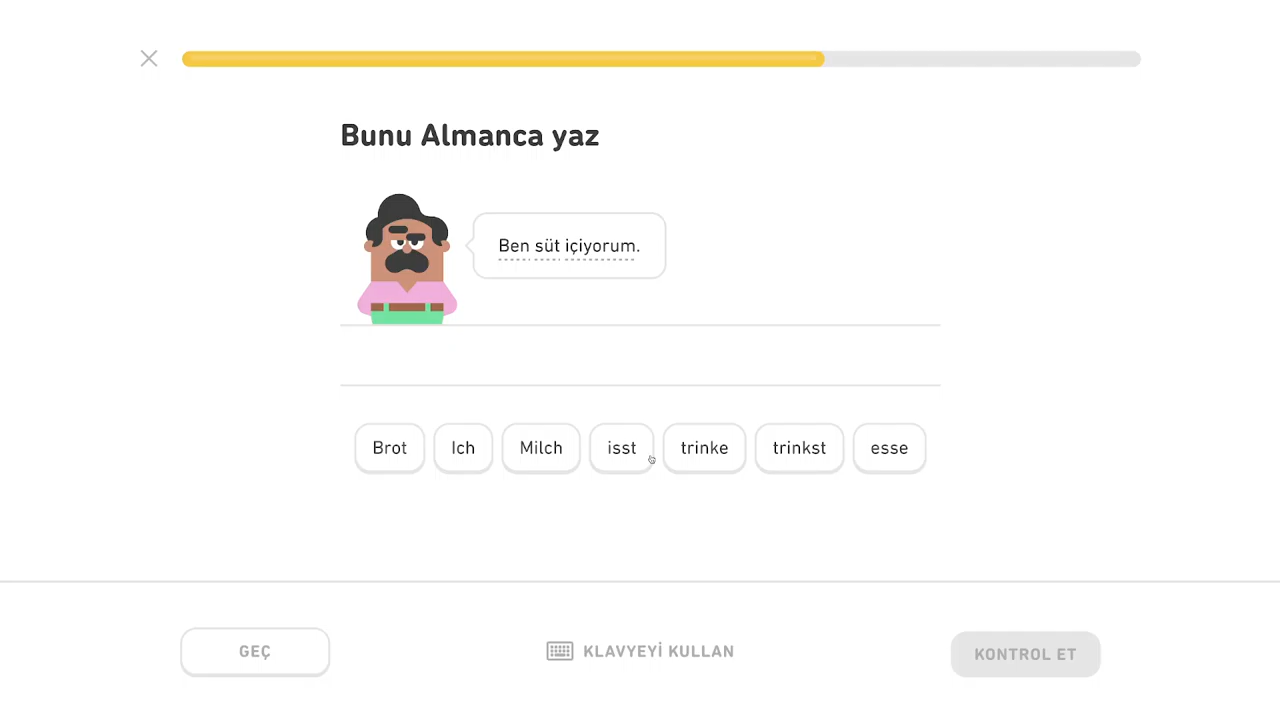 Bunu Almanca yaz
Ben süt içiyorum.
Brot Ich Milch isst trinke trinkst esse
GEÇ KLAVYEYİ KULLAN KONTROL ET